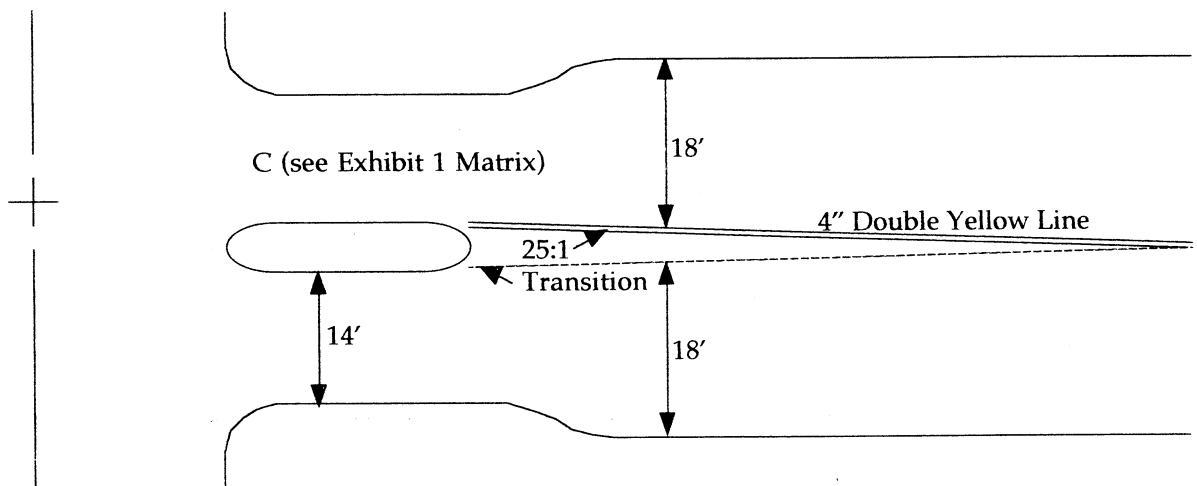 18′
C (see Exhibit 1 Matrix)
4″ Double Yellow Line
25:1
Transition
14′
18′